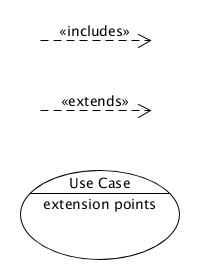 «includes»
«extends»
Use Case
extension points